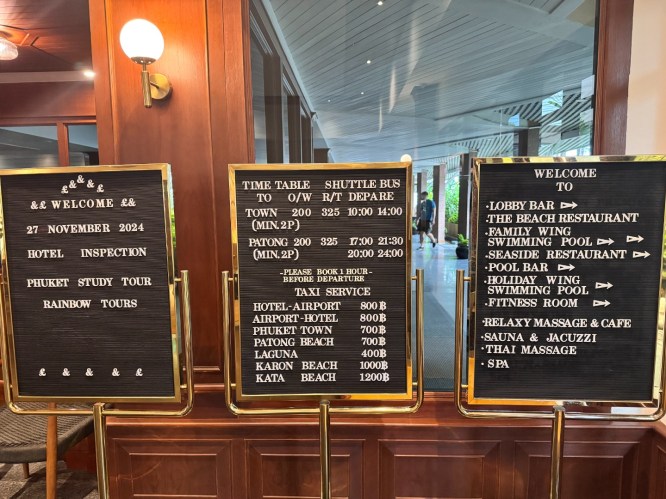 £ £ £ £ £
££ WELCOME ££
27 NOVEMBER 2024
HOTEL INSPECTION
PHUKET STUDY TOUR
RAINBOW TOURS
£ £ £ £ £
TIME TABLE SHUTTLE BUS
TO O/W R/T DEPARE
TOWN 200 325 10:00 14:00
(MIN.2P)
PATONG 200 325 17:00 21:30
(MIN.2P) 20:00 24:00
-PLEASE BOOK 1 HOUR-
BEFORE DEPARTURE
TAXI SERVICE
HOTEL-AIRPORT 800฿
AIRPORT-HOTEL 800฿
PHUKET TOWN 700฿
PATONG BEACH 700฿
LAGUNA 400฿
KARON BEACH 1000฿
KATA BEACH 1200฿
WELCOME
TO
·LOBBY BAR
·THE BEACH RESTAURANT
·FAMILY WING
SWIMMING POOL
·SEASIDE RESTAURANT
·POOL BAR
·HOLIDAY WING
SWIMMING POOL
·FITNESS ROOM
·RELAXY MASSAGE & CAFE
·SAUNA & JACUZZI
·THAI MASSAGE
·SPA